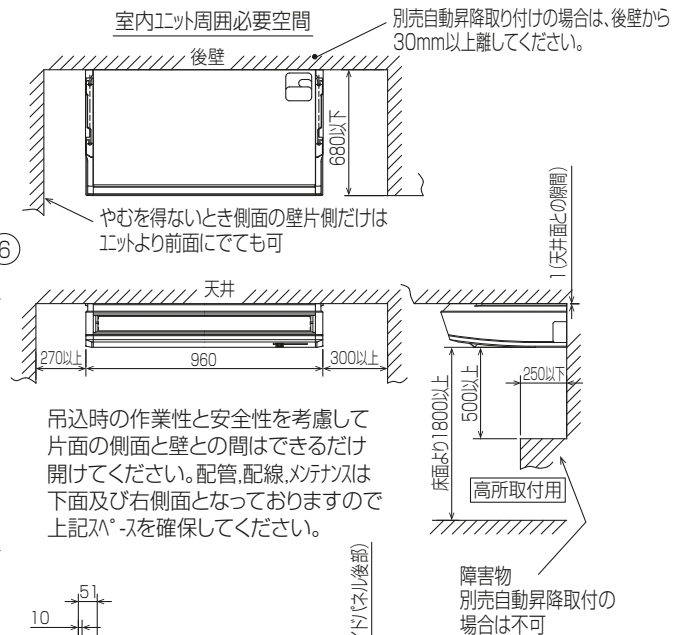 室内ユニット周囲必要空間
別売自動昇降取り付けの場合は、後壁から
30mm以上離してください。
後壁
680以下
やむを得ないとき側面の壁片側だけは
ユニットより前面にでても可
6
1(天井面との隙間)
天井
270以上
960
300以上
床面より1800以上
500以上
250以下
吊込時の作業性と安全性を考慮して
片面の側面と壁との間はできるだけ
開けてください。配管,配線,メンテナンスは
下面及び右側面となっておりますので
上記スペースを確保してください。
高所取付用
障害物
別売自動昇降取付の
場合は不可
51
10
ドパネル後部)